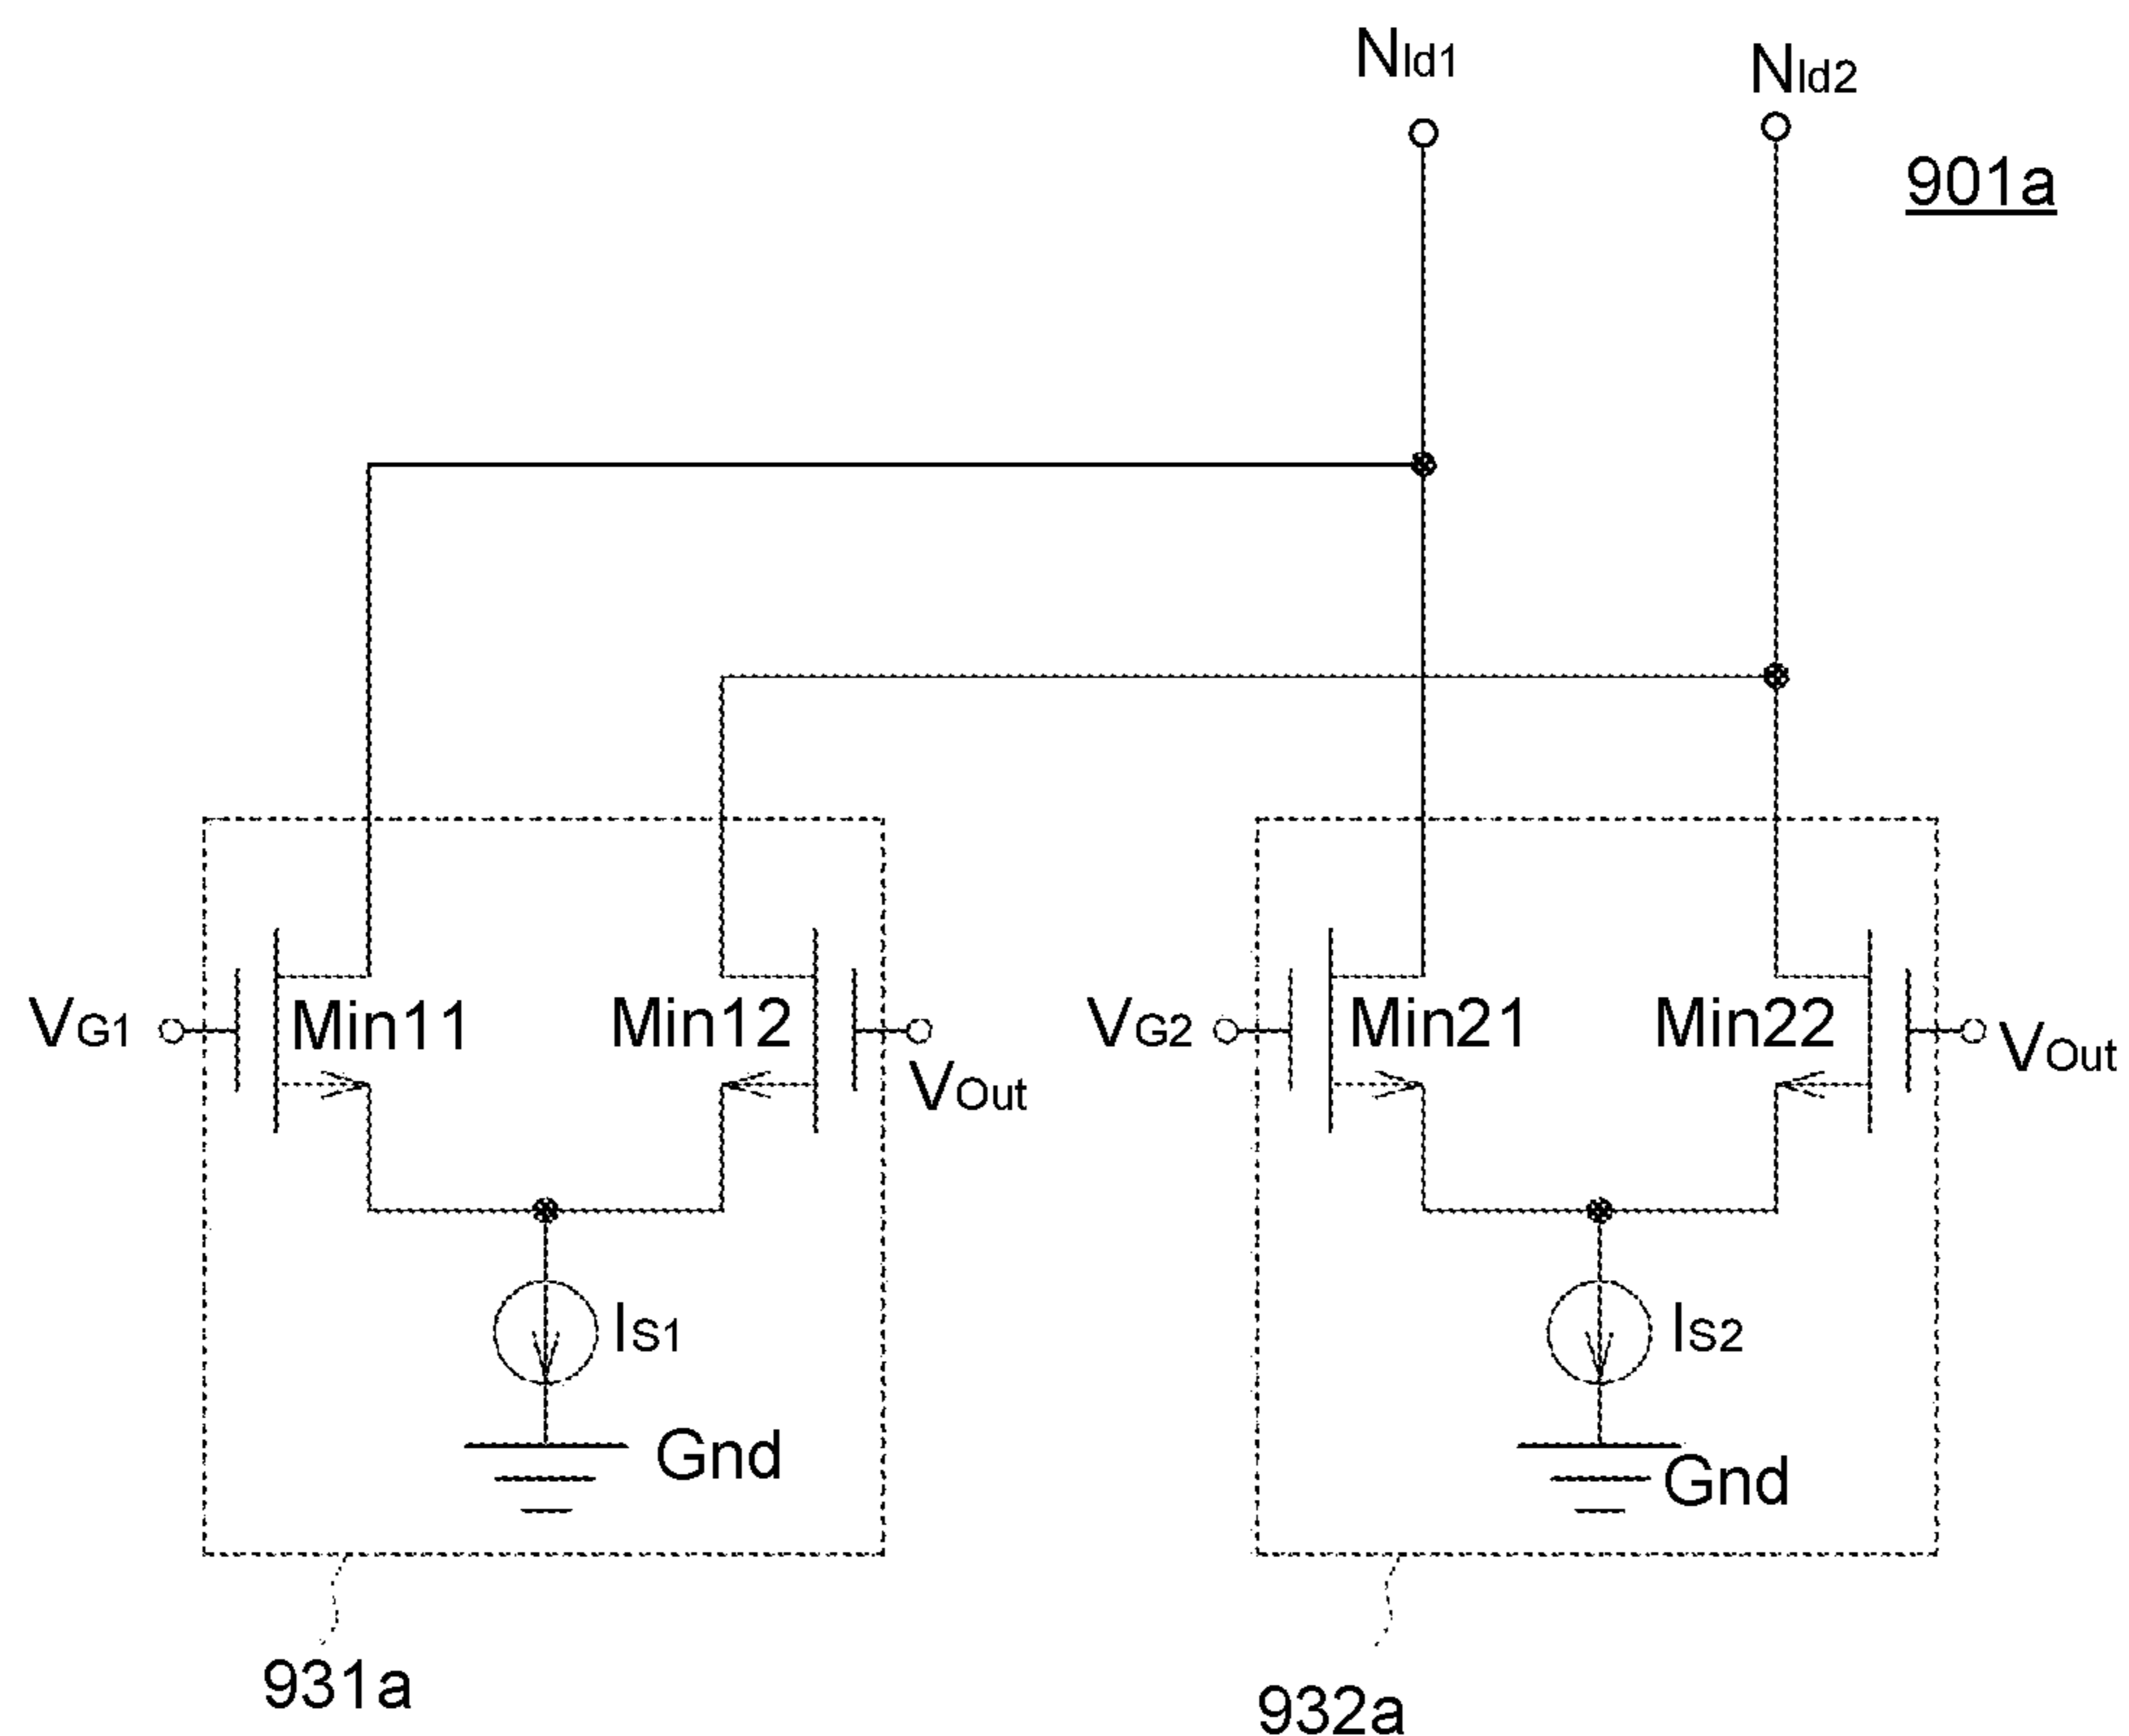 NId1
NId2
901a
VG1
Min11
Min12
VOut
VG2
Min21
Min22
VOut
IS1
IS2
Gnd
Gnd
931a
932a